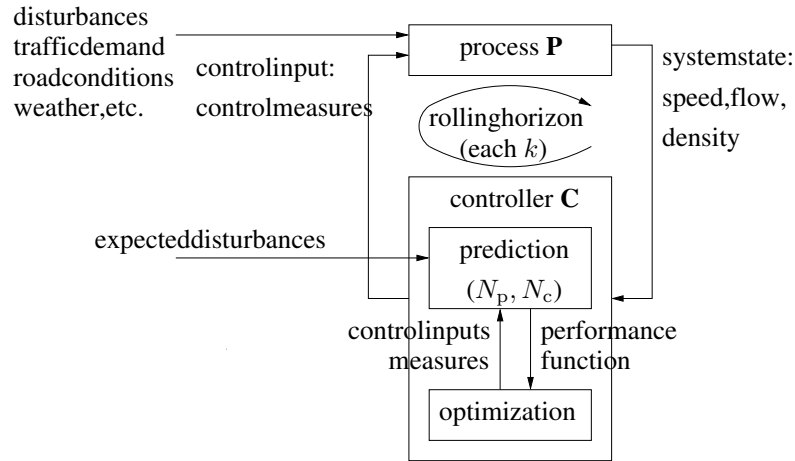 disturbances
trafficdemand
roadconditions
weather,etc.
controlinput:
controlmeasures
process P
systemstate:
speed,flow,
density
rollinghorizon
(each k)
controller C
expecteddisturbances
prediction
(Np, Nc)
controlinputs
measures
performance
function
optimization